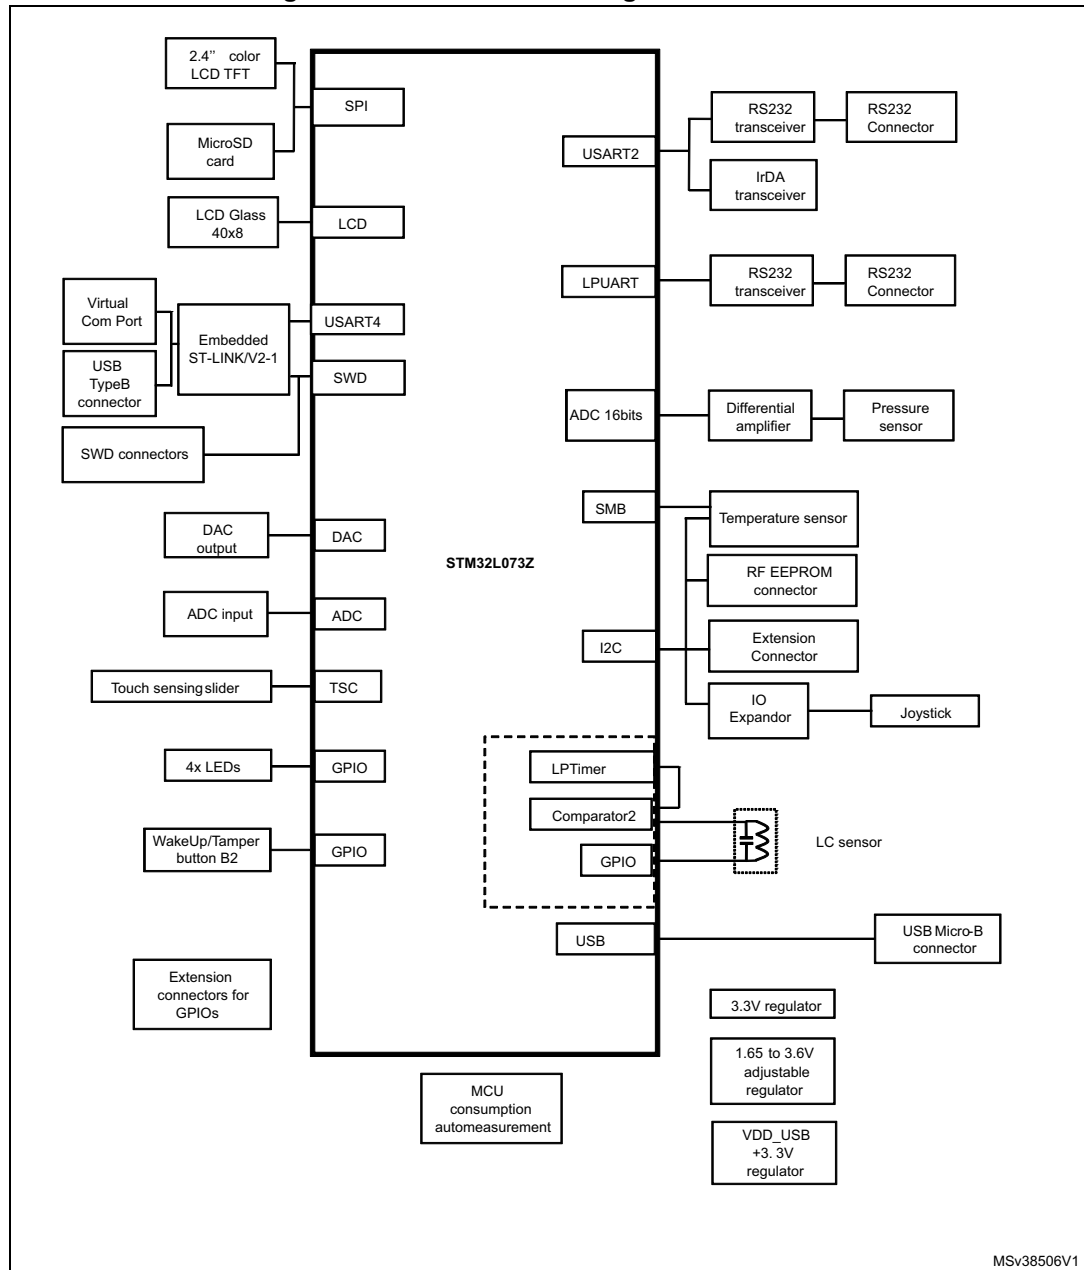 2.4” color
LCD TFT
SPI
MicroSD
card
LCD Glass
40x8
LCD
Virtual
Com Port
Embedded
ST-LINK/V2-1
USART4
USB
TypeB
connector
SWD
SWD connectors
DAC
output
DAC
ADC input
ADC
Touch sensing slider
TSC
4x LEDs
GPIO
WakeUp/Tamper
button B2
GPIO
Extension
connectors for
GPIOs
STM32L073Z
USART2
RS232
transceiver
RS232
Connector
IrDA
transceiver
LPUART
RS232
transceiver
RS232
Connector
ADC 16bits
Differential
amplifier
Pressure
sensor
SMB
Temperature sensor
RF EEPROM
connector
I2C
Extension
Connector
IO
Expandor
Joystick
LPTimer
Comparator2
GPIO
LC sensor
USB
USB Micro-B
connector
3.3V regulator
1.65 to 3.6V
adjustable
regulator
VDD_USB
+3. 3V
regulator
MCU
consumption
automeasurement
MSv38506V1